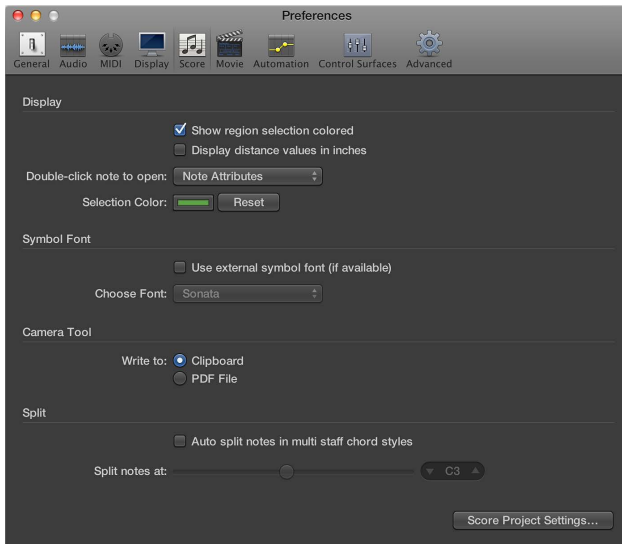 Preferences
General Audio MIDI Display Score Movie Automation Control Surfaces Advanced
Display
Show region selection colored
Display distance values in inches
Double-click note to open: Note Attributes
Selection Color: Reset
Symbol Font
Use external symbol font (if available)
Choose Font: Sonata
Camera Tool
Write to: Clipboard
PDF File
Split
Auto split notes in multi staff chord styles
Split notes at: C3
Score Project Settings...